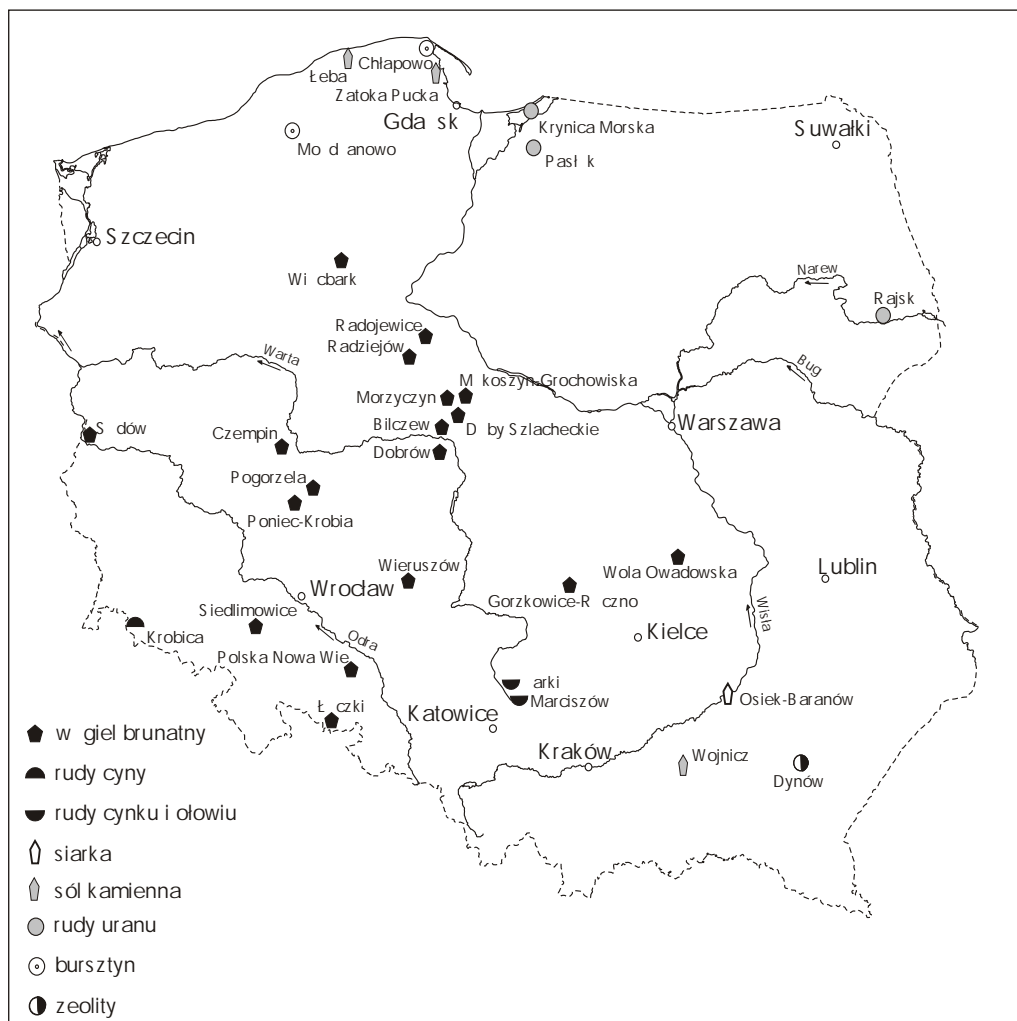 Łeba
Chłapowo
Zatoka Pucka
Gda sk
Krynica Morska
Suwałki
Mo d anowo
Pasł k
Szczecin
Wi cbark
Narew
Rajsk
Radojewice
Radziejów
Warta
Bug
M koszyn-Grochowiska
Morzyczyn
S dów
Czempin
Bilczew
D by Szlacheckie
Warszawa
Dobrów
Pogorzela
Poniec-Krobia
Wieruszów
Wola Owadowska
Lublin
Wrocław
Gorzkowice-R czno
Siedlimowice
Wisła
Krobica
Odra
Kielce
Polska Nowa Wie
arki
Marciszów
Osiek-Baranów
Ł czki
Katowice
Kraków
Wojnicz
Dynów
w giel brunatny
rudy cyny
rudy cynku i ołowiu
siarka
sól kamienna
rudy uranu
bursztyn
zeolity